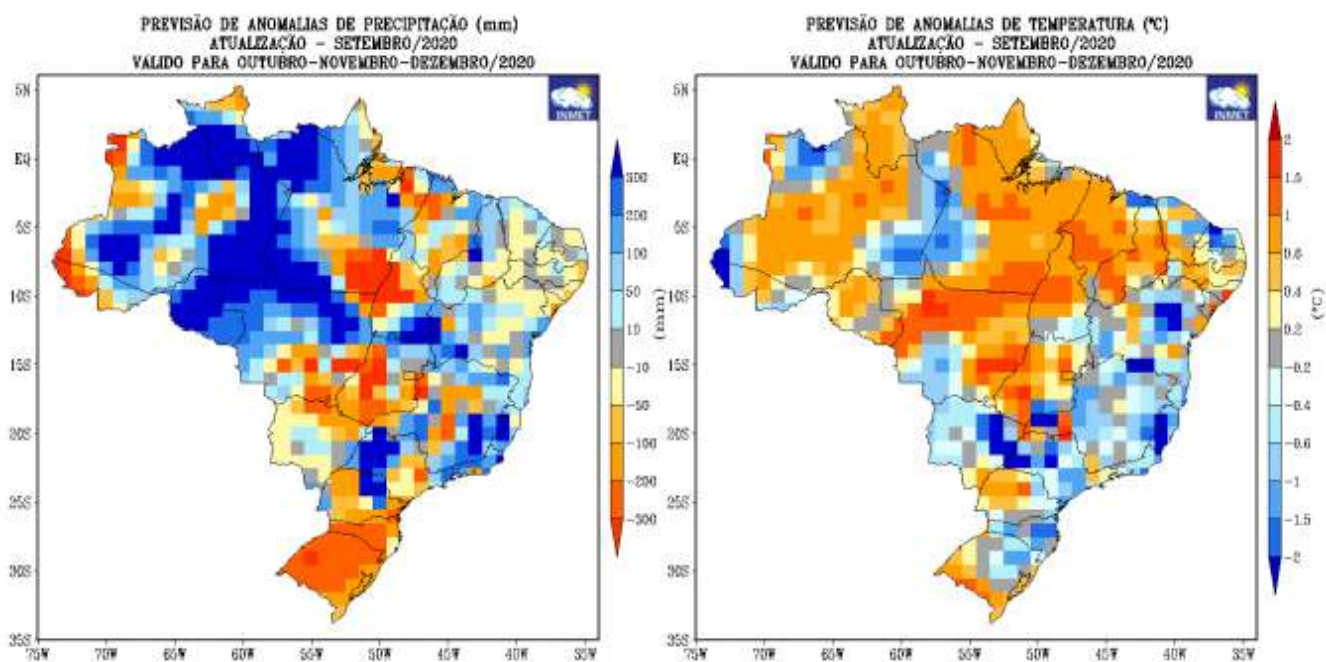 PREVISÃO DE ANOMALIAS DE PRECIPITAÇÃO (mm)
ATUALIZAÇÃO - SETEMBRO/2020
VÁLIDO PARA OUTUBRO-NOVEMBRO-DEZEMBRO/2020
INMET
5N
EQ
5S
10S
15S
20S
25S
30S
35S
75W
70W
65W
60W
55W
50W
45W
40W
35W
300
200
100
50
10
-10
-50
-100
-200
-300
(mm)
PREVISÃO DE ANOMALIAS DE TEMPERATURA (°C)
ATUALIZAÇÃO - SETEMBRO/2020
VÁLIDO PARA OUTUBRO-NOVEMBRO-DEZEMBRO/2020
INMET
5N
EQ
5S
10S
15S
20S
25S
30S
35S
75W
70W
65W
60W
55W
50W
45W
40W
35W
2
1.5
1
0.6
0.4
0.2
-0.2
-0.4
-0.6
-1
-1.5
-2
(°C)